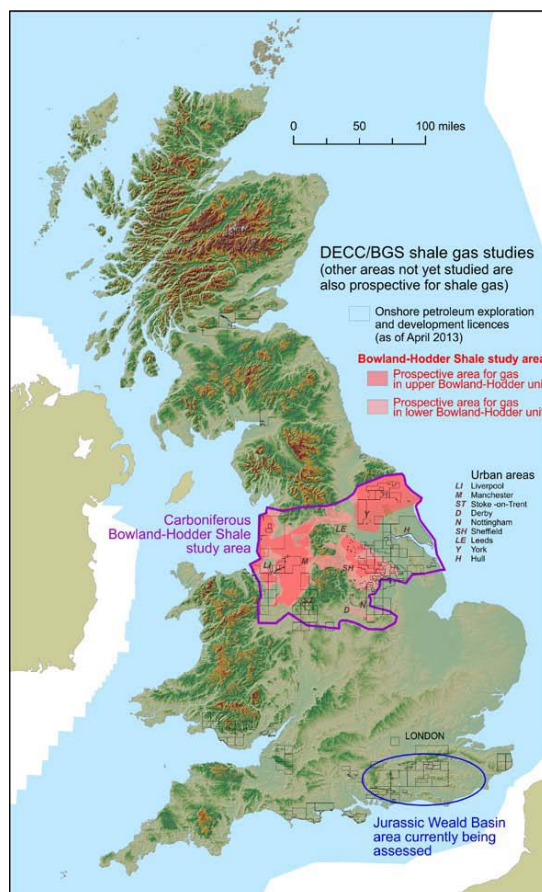 0 50 100 miles
DECC/BGS shale gas studies
(other areas not yet studied are
also prospective for shale gas)
Onshore petroleum exploration
and development licences
(as of April 2013)
Bowland-Hodder Shale study area
Prospective area for gas
in upper Bowland-Hodder unit
Prospective area for gas
in lower Bowland-Hodder unit
Urban areas
LI Liverpool
M Manchester
ST Stoke -on-Trent
D Derby
N Nottingham
SH Sheffield
LE Leeds
Y York
H Hull
Carboniferous
Bowland-Hodder Shale
study area
Y
LE
H
LI
M
SH
N
D
LONDON
Jurassic Weald Basin
area currently being
assessed